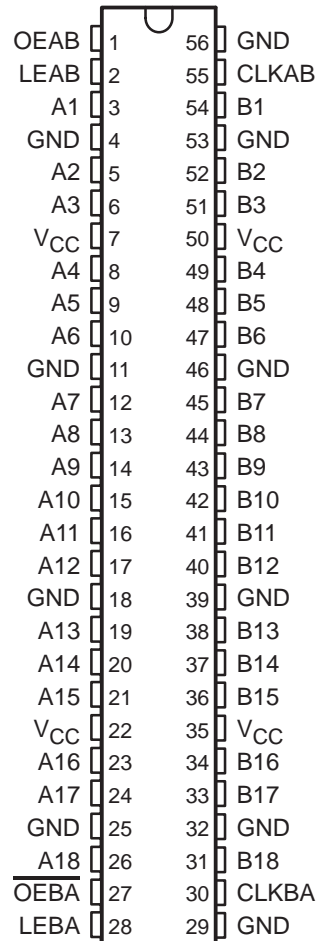 OEAB 1 56 GND
LEAB 2 55 CLKAB
A1 3 54 B1
GND 4 53 GND
A2 5 52 B2
A3 6 51 B3
VCC 7 50 VCC
A4 8 49 B4
A5 9 48 B5
A6 10 47 B6
GND 11 46 GND
A7 12 45 B7
A8 13 44 B8
A9 14 43 B9
A10 15 42 B10
A11 16 41 B11
A12 17 40 B12
GND 18 39 GND
A13 19 38 B13
A14 20 37 B14
A15 21 36 B15
VCC 22 35 VCC
A16 23 34 B16
A17 24 33 B17
GND 25 32 GND
A18 26 31 B18
OEBA 27 30 CLKBA
LEBA 28 29 GND